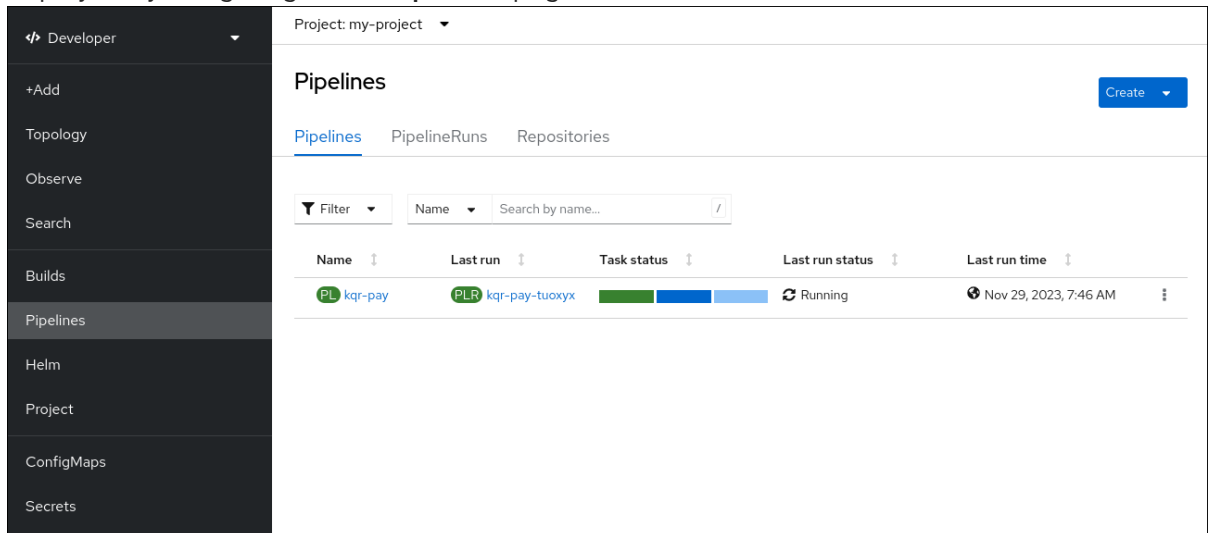 Developer
Project: my-project
+Add
Topology
Observe
Search
Builds
Pipelines
Helm
Project
ConfigMaps
Secrets
Pipelines
Create
Pipelines PipelineRuns Repositories
Filter Name Search by name... /
Name Last run Task status Last run status Last run time
PL kqr-pay PLR kqr-pay-tuoxyx Running Nov 29, 2023, 7:46 AM